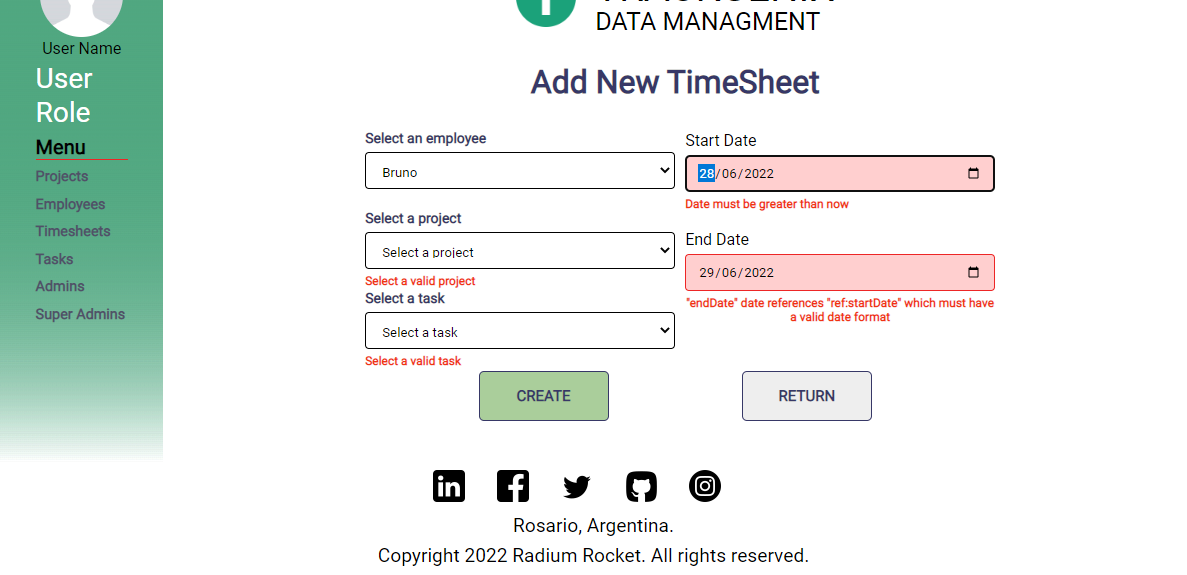 DATA MANAGMENT
User Name
User
Role
Menu
Projects
Employees
Timesheets
Tasks
Admins
Super Admins
Add New TimeSheet
Select an employee
Bruno
Select a project
Select a project
Select a valid project
Select a task
Select a task
Select a valid task
Start Date
28/06/2022
Date must be greater than now
End Date
29/06/2022
"endDate" date references "ref:startDate" which must have
a valid date format
CREATE
RETURN
in
Rosario, Argentina.
Copyright 2022 Radium Rocket. All rights reserved.